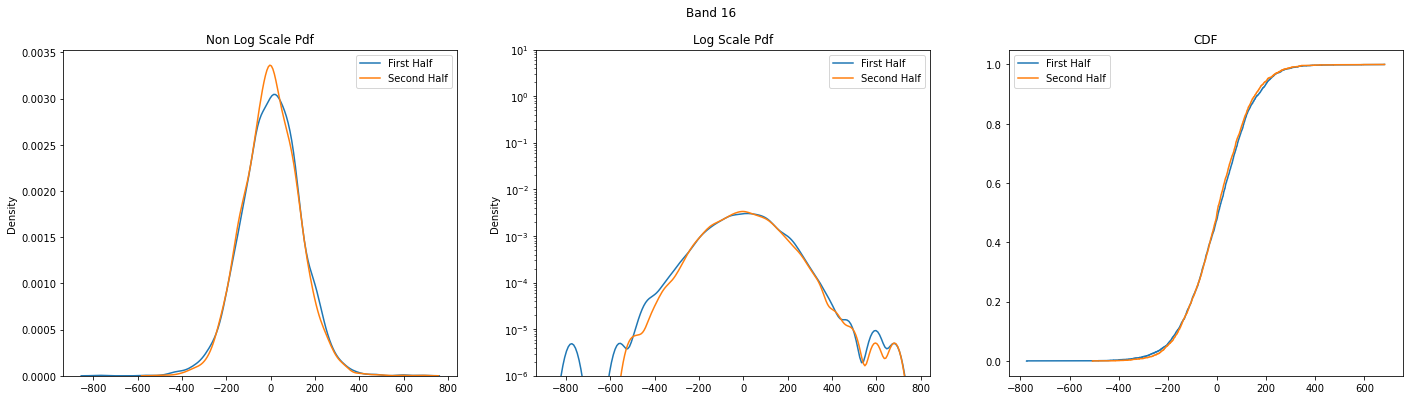 Band 16
Non Log Scale Pdf
First Half
Second Half
Density
0.0035
0.0030
0.0025
0.0020
0.0015
0.0010
0.0005
0.0000
−800 −600 −400 −200 0 200 400 600 800
Log Scale Pdf
First Half
Second Half
Density
10^1
10^0
10^−1
10^−2
10^−3
10^−4
10^−5
10^−6
−800 −600 −400 −200 0 200 400 600 800
CDF
First Half
Second Half
1.0
0.8
0.6
0.4
0.2
0.0
−800 −600 −400 −200 0 200 400 600